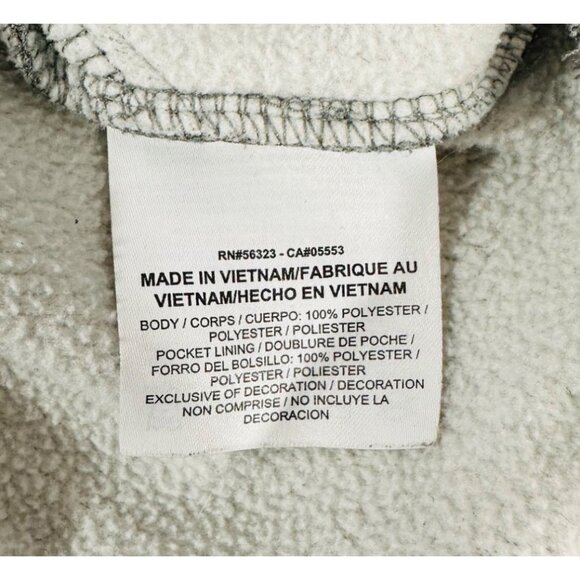 RN#56323 - CA#05553
MADE IN VIETNAM/FABRIQUE AU
VIETNAM/HECHO EN VIETNAM
BODY / CORPS / CUERPO: 100% POLYESTER /
POLYESTER / POLIESTER
POCKET LINING / DOUBLURE DE POCHE /
FORRO DEL BOLSILLO: 100% POLYESTER /
POLYESTER / POLIESTER
EXCLUSIVE OF DECORATION / DECORATION
NON COMPRISE / NO INCLUYE LA
DECORACION